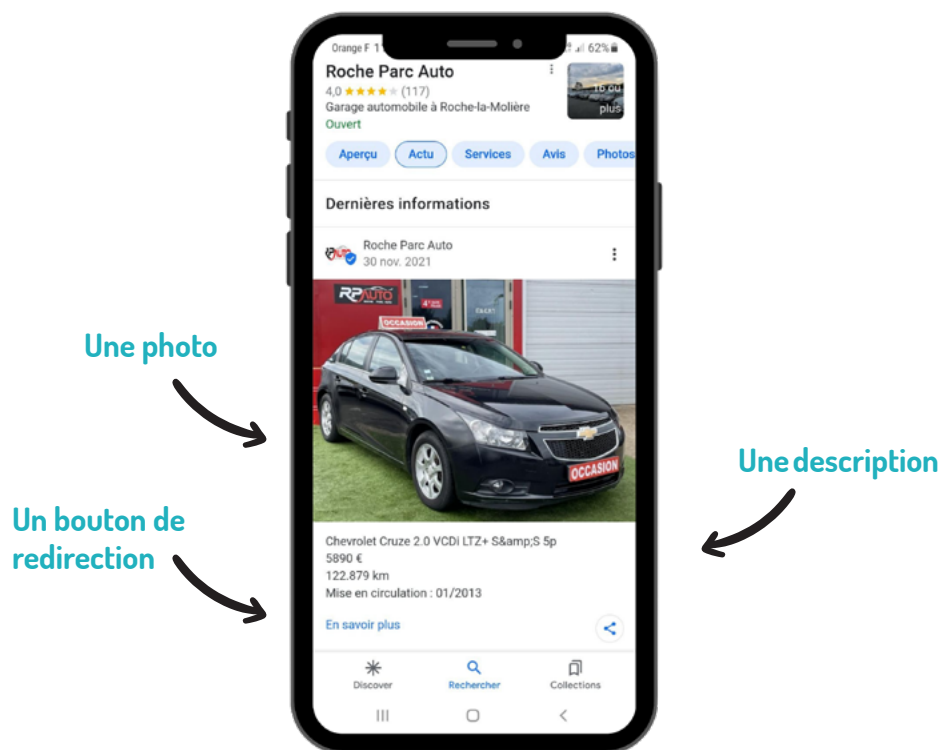 Orange F 1
62%
Roche Parc Auto
4,0 ★★★★★ (117)
16 ou
plus
Garage automobile à Roche-la-Molière
Ouvert
Aperçu
Actu
Services
Avis
Photos
Dernières informations
Roche Parc Auto
30 nov. 2021
RPAUTO
OCCASION
OCCASION
Une photo
Une description
Un bouton de
redirection
Chevrolet Cruze 2.0 VCDi LTZ+ S&amp;S 5p
5890 €
122.879 km
Mise en circulation : 01/2013
En savoir plus
Discover
Rechercher
Collections